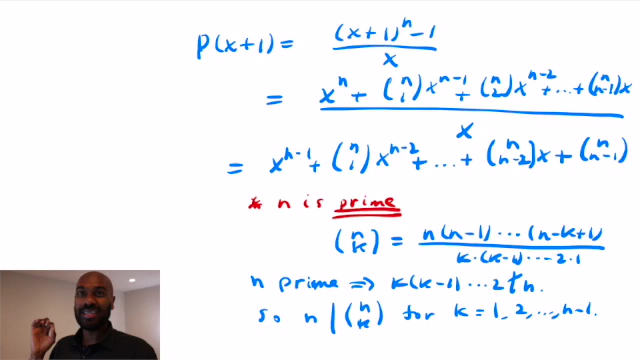 P(x+1) = ((x+1)^n - 1)/x
= (x^n + (n 1)x^{n-1} + (n 2)x^{n-2} + ... + (n n-1)x)/x
= x^{n-1} + (n 1)x^{n-2} + ... + (n n-2)x + (n n-1)
* n is prime
(n k) = n(n-1)...(n-k+1)/k·(k-1)...2·1
n prime ⇒ k(k-1)...2 ∤ n.
so n | (n k) for k = 1, 2, ..., n-1.